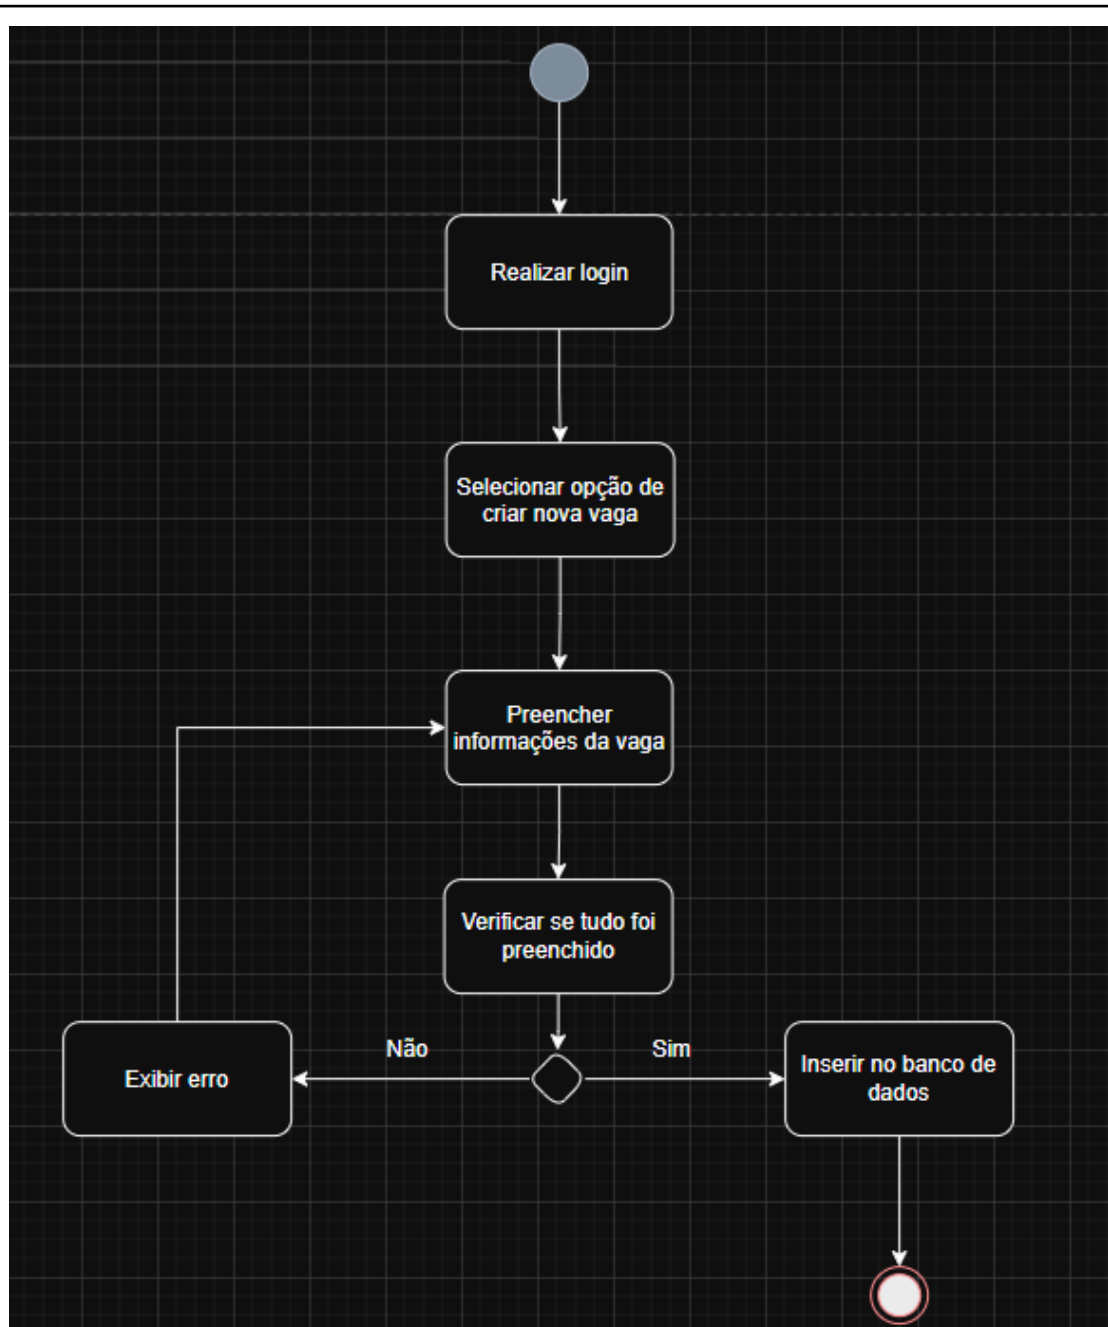 Realizar login
Selecionar opção de
criar nova vaga
Preencher
informações da vaga
Verificar se tudo foi
preenchido
Não
Sim
Exibir erro
Inserir no banco de
dados